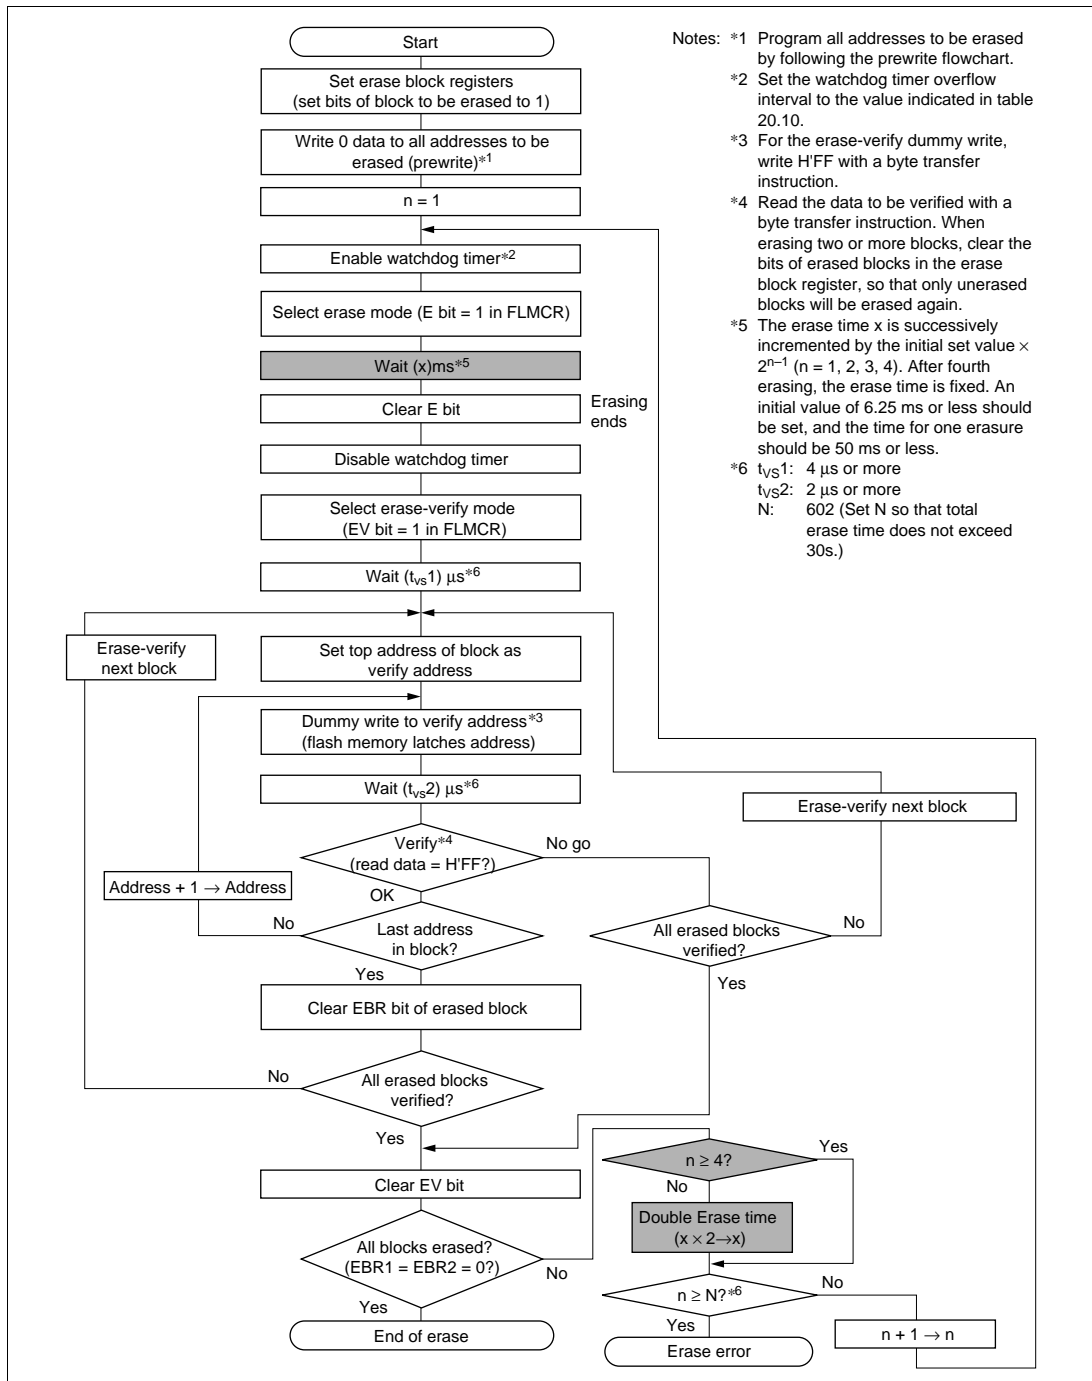 Start
Set erase block registers
(set bits of block to be erased to 1)
Write 0 data to all addresses to be
erased (prewrite)*1
n = 1
Enable watchdog timer*2
Select erase mode (E bit = 1 in FLMCR)
Wait (x)ms*5
Clear E bit
Erasing
ends
Disable watchdog timer
Select erase-verify mode
(EV bit = 1 in FLMCR)
Wait (tvs1) μs*6
Erase-verify
next block
Set top address of block as
verify address
Dummy write to verify address*3
(flash memory latches address)
Wait (tvs2) μs*6
Erase-verify next block
Verify*4
(read data = H'FF?)
No go
OK
Address + 1 → Address
No
Last address
in block?
Yes
All erased blocks
verified?
No
Yes
Clear EBR bit of erased block
No
All erased blocks
verified?
Yes
Clear EV bit
n ≥ 4?
Yes
No
Double Erase time
(x × 2→x)
All blocks erased?
(EBR1 = EBR2 = 0?)
No
Yes
End of erase
n ≥ N?*6
No
Yes
Erase error
n + 1 → n
Notes: *1 Program all addresses to be erased
by following the prewrite flowchart.
*2 Set the watchdog timer overflow
interval to the value indicated in table
20.10.
*3 For the erase-verify dummy write,
write H'FF with a byte transfer
instruction.
*4 Read the data to be verified with a
byte transfer instruction. When
erasing two or more blocks, clear the
bits of erased blocks in the erase
block register, so that only unerased
blocks will be erased again.
*5 The erase time x is successively
incremented by the initial set value ×
2n–1 (n = 1, 2, 3, 4). After fourth
erasing, the erase time is fixed. An
initial value of 6.25 ms or less should
be set, and the time for one erasure
should be 50 ms or less.
*6 tVS1: 4 μs or more
tVS2: 2 μs or more
N: 602 (Set N so that total
erase time does not exceed
30s.)